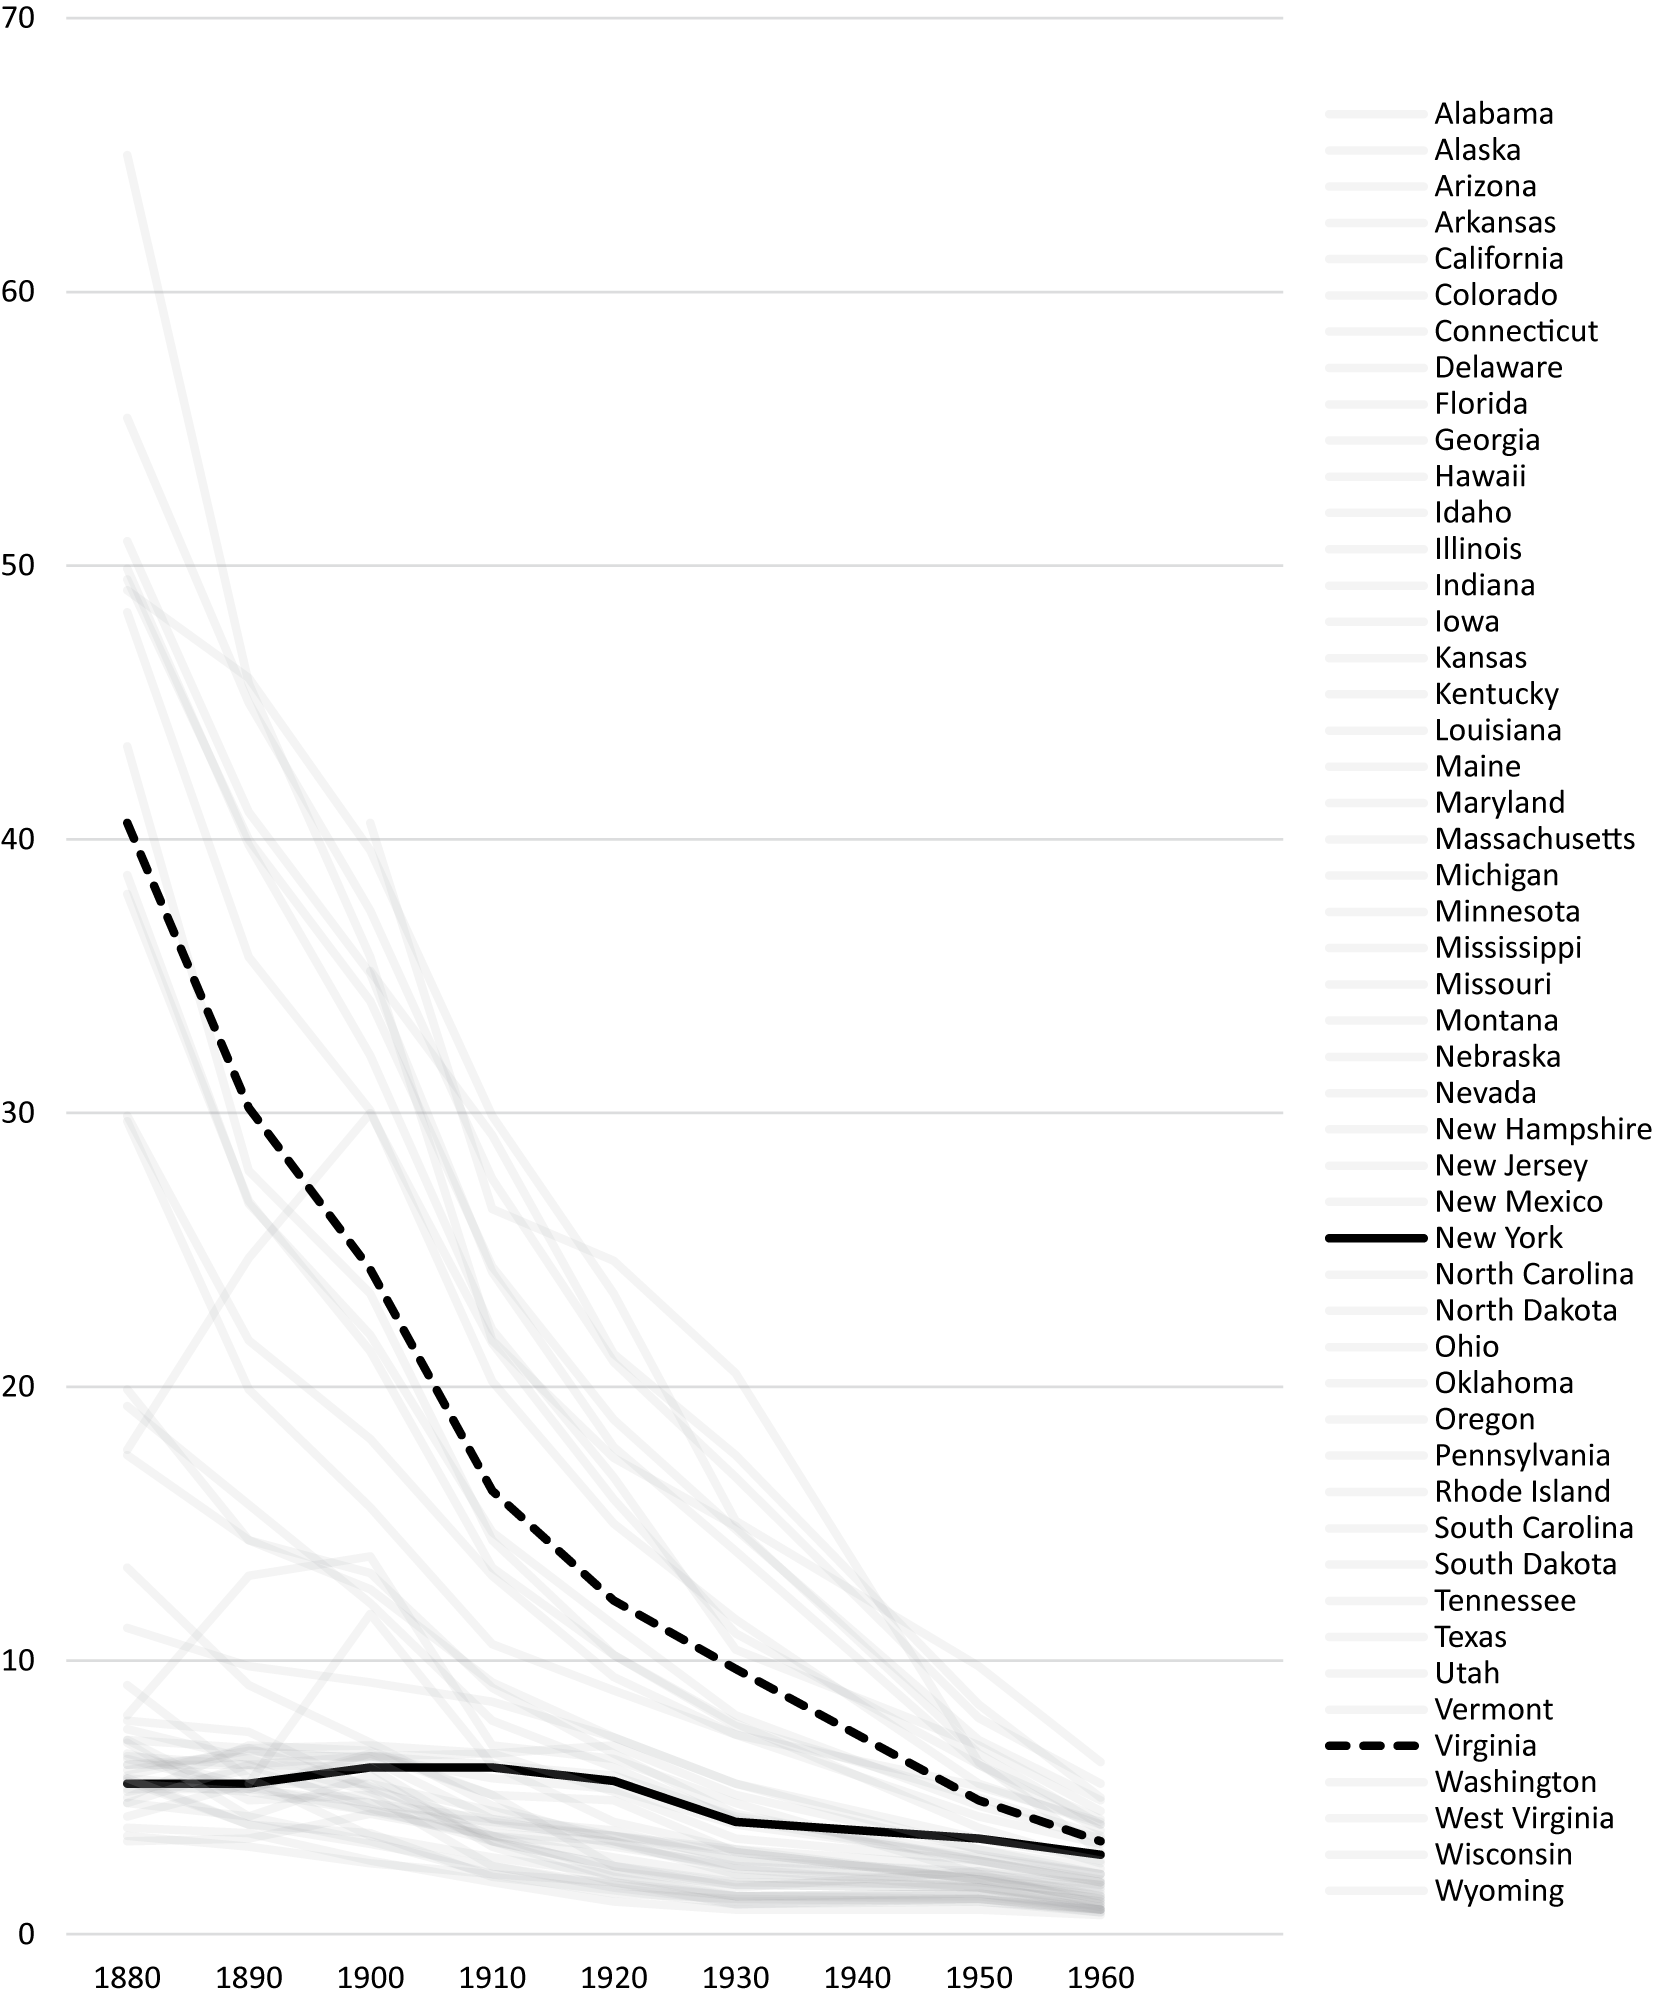 70
60
50
40
30
20
10
0
1880 1890 1900 1910 1920 1930 1940 1950 1960
Alabama
Alaska
Arizona
Arkansas
California
Colorado
Connecticut
Delaware
Florida
Georgia
Hawaii
Idaho
Illinois
Indiana
Iowa
Kansas
Kentucky
Louisiana
Maine
Maryland
Massachusetts
Michigan
Minnesota
Mississippi
Missouri
Montana
Nebraska
Nevada
New Hampshire
New Jersey
New Mexico
New York
North Carolina
North Dakota
Ohio
Oklahoma
Oregon
Pennsylvania
Rhode Island
South Carolina
South Dakota
Tennessee
Texas
Utah
Vermont
Virginia
Washington
West Virginia
Wisconsin
Wyoming